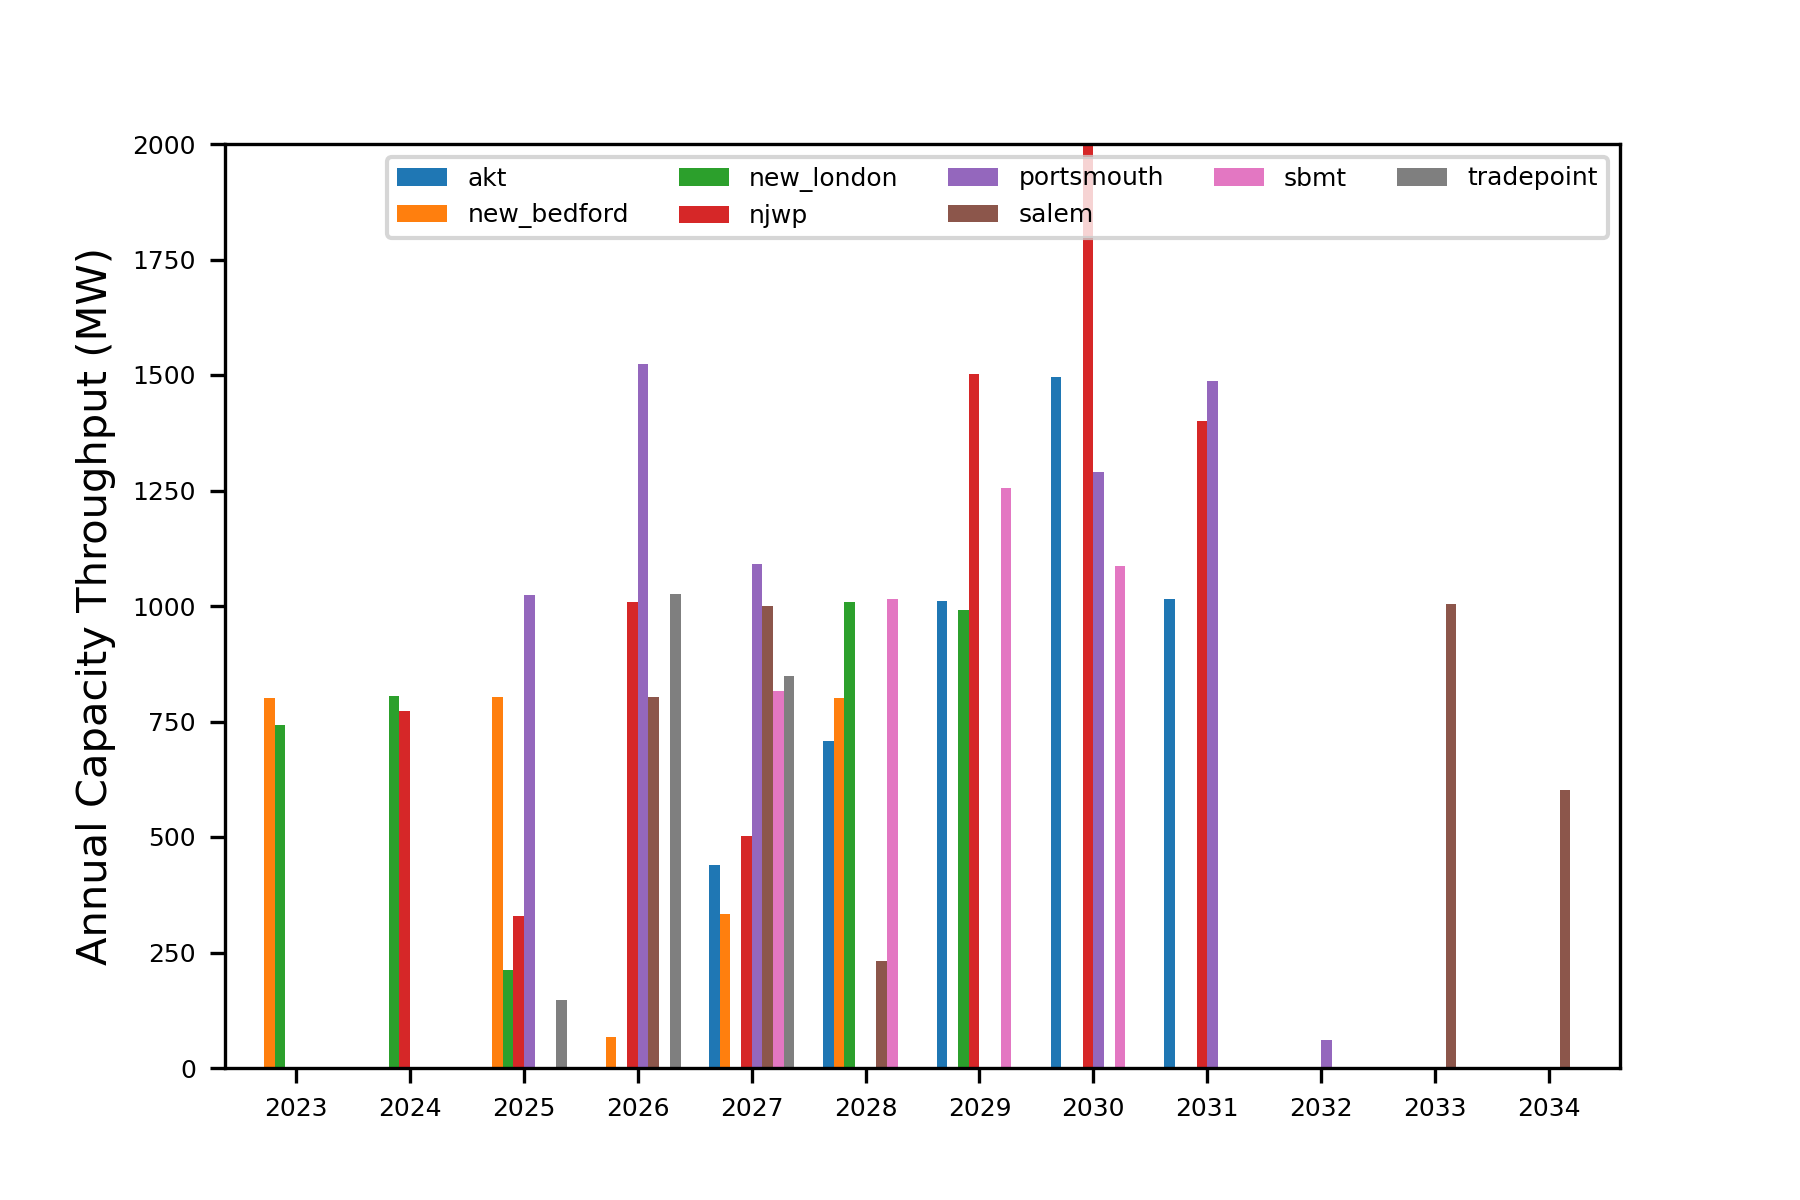 Annual Capacity Throughput (MW)
2000
1750
1500
1250
1000
750
500
250
0
akt
new_bedford
new_london
njwp
portsmouth
salem
sbmt
tradepoint
2023 2024 2025 2026 2027 2028 2029 2030 2031 2032 2033 2034